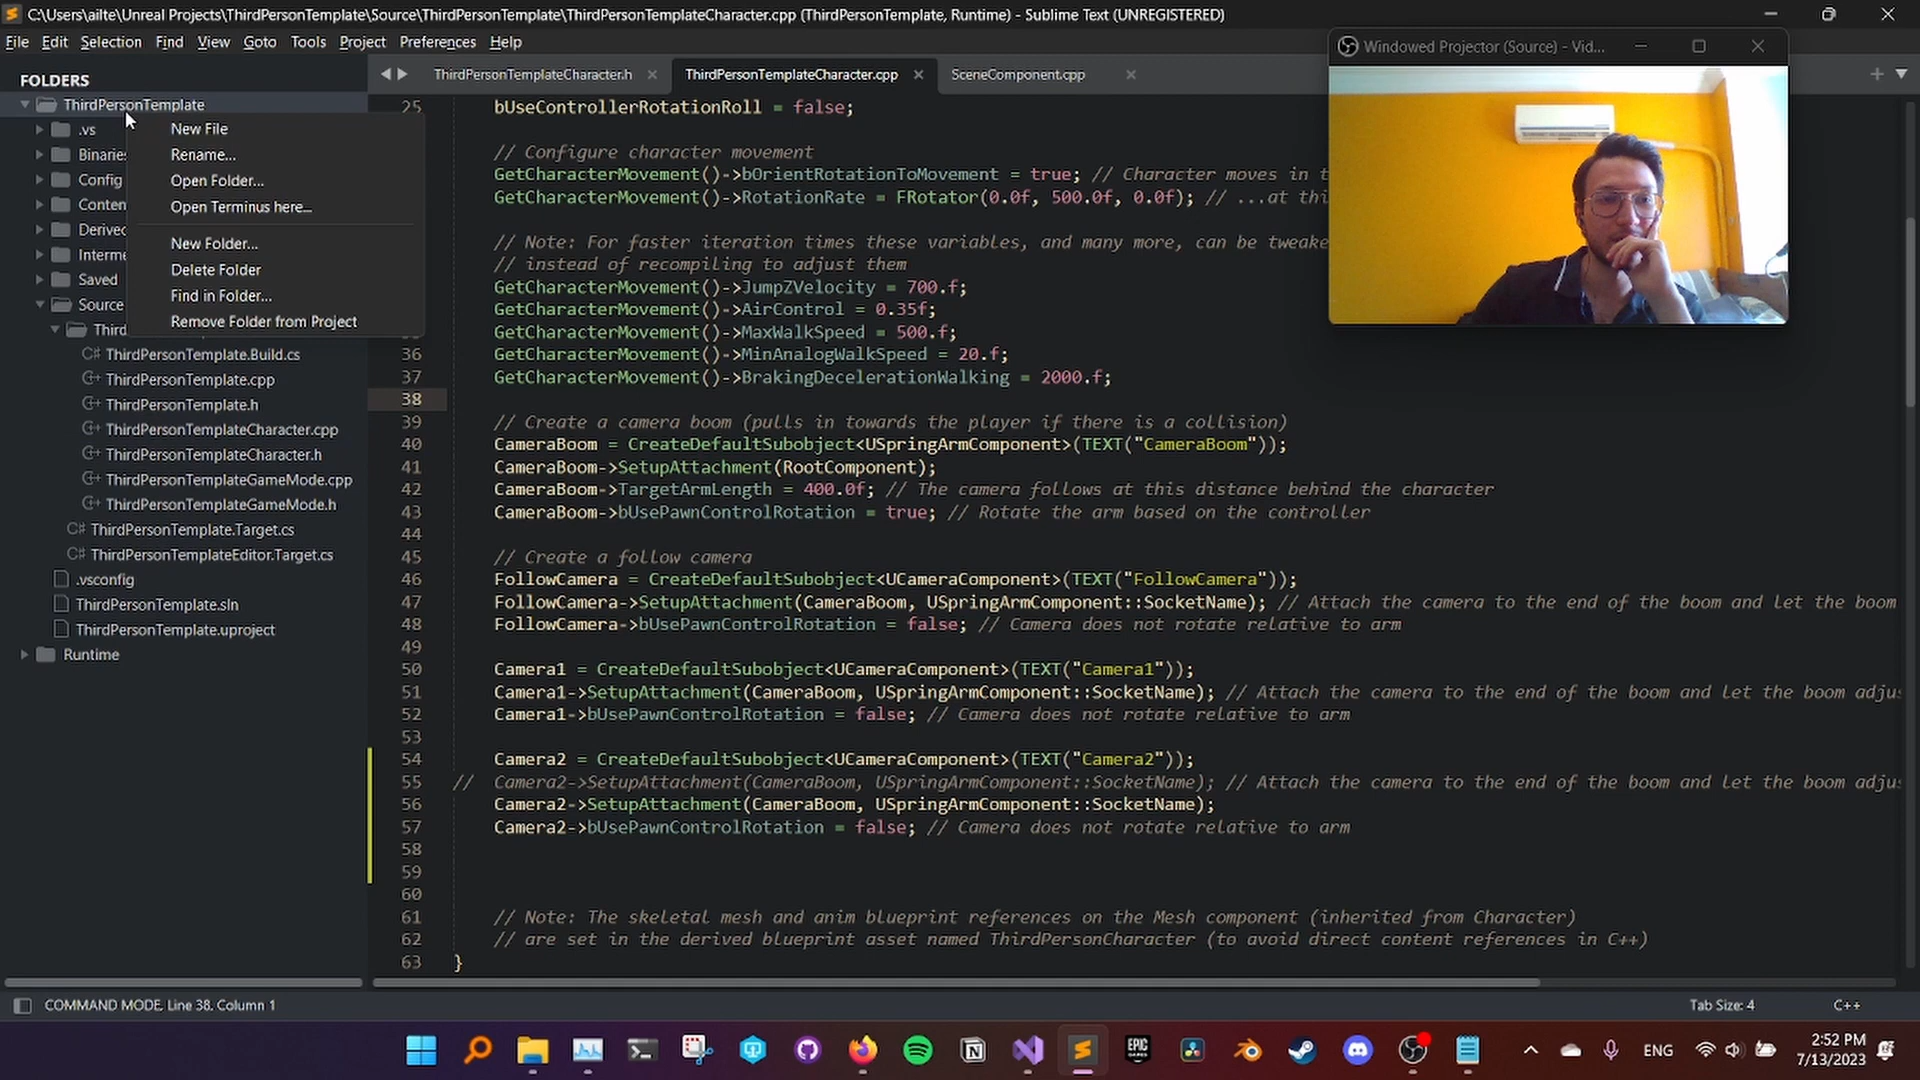 C:\Users\ailte\Unreal Projects\ThirdPersonTemplate\Source\ThirdPersonTemplate\ThirdPersonTemplateCharacter.cpp (ThirdPersonTemplate, Runtime) - Sublime Text (UNREGISTERED)
File Edit Selection Find View Goto Tools Project Preferences Help
Windowed Projector (Source) - Vid...
FOLDERS
ThirdPersonTemplate
.vs
Binaries
Config
Conten
Derived
Interme
Saved
Source
Third
ThirdPersonTemplate.Build.cs
ThirdPersonTemplate.cpp
ThirdPersonTemplate.h
ThirdPersonTemplateCharacter.cpp
ThirdPersonTemplateCharacter.h
ThirdPersonTemplateGameMode.cpp
ThirdPersonTemplateGameMode.h
ThirdPersonTemplate.Target.cs
ThirdPersonTemplateEditor.Target.cs
.vsconfig
ThirdPersonTemplate.sln
ThirdPersonTemplate.uproject
Runtime
New File
Rename...
Open Folder...
Open Terminus here...
New Folder...
Delete Folder
Find in Folder...
Remove Folder from Project
ThirdPersonTemplateCharacter.h ThirdPersonTemplateCharacter.cpp SceneComponent.cpp
25 bUseControllerRotationRoll = false;
// Configure character movement
GetCharacterMovement()->bOrientRotationToMovement = true; // Character moves in t
GetCharacterMovement()->RotationRate = FRotator(0.0f, 500.0f, 0.0f); // ...at thi
// Note: For faster iteration times these variables, and many more, can be tweake
// instead of recompiling to adjust them
GetCharacterMovement()->JumpZVelocity = 700.f;
GetCharacterMovement()->AirControl = 0.35f;
GetCharacterMovement()->MaxWalkSpeed = 500.f;
36 GetCharacterMovement()->MinAnalogWalkSpeed = 20.f;
37 GetCharacterMovement()->BrakingDecelerationWalking = 2000.f;
38
39 // Create a camera boom (pulls in towards the player if there is a collision)
40 CameraBoom = CreateDefaultSubobject<USpringArmComponent>(TEXT("CameraBoom"));
41 CameraBoom->SetupAttachment(RootComponent);
42 CameraBoom->TargetArmLength = 400.0f; // The camera follows at this distance behind the character
43 CameraBoom->bUsePawnControlRotation = true; // Rotate the arm based on the controller
44
45 // Create a follow camera
46 FollowCamera = CreateDefaultSubobject<UCameraComponent>(TEXT("FollowCamera"));
47 FollowCamera->SetupAttachment(CameraBoom, USpringArmComponent::SocketName); // Attach the camera to the end of the boom and let the boom
48 FollowCamera->bUsePawnControlRotation = false; // Camera does not rotate relative to arm
49
50 Camera1 = CreateDefaultSubobject<UCameraComponent>(TEXT("Camera1"));
51 Camera1->SetupAttachment(CameraBoom, USpringArmComponent::SocketName); // Attach the camera to the end of the boom and let the boom adjus
52 Camera1->bUsePawnControlRotation = false; // Camera does not rotate relative to arm
53
54 Camera2 = CreateDefaultSubobject<UCameraComponent>(TEXT("Camera2"));
55 // Camera2->SetupAttachment(CameraBoom, USpringArmComponent::SocketName); // Attach the camera to the end of the boom and let the boom adjus
56 Camera2->SetupAttachment(CameraBoom, USpringArmComponent::SocketName);
57 Camera2->bUsePawnControlRotation = false; // Camera does not rotate relative to arm
58
59
60
61 // Note: The skeletal mesh and anim blueprint references on the Mesh component (inherited from Character)
62 // are set in the derived blueprint asset named ThirdPersonCharacter (to avoid direct content references in C++)
63 }
COMMAND MODE, Line 38, Column 1 Tab Size: 4 C++
EPIC GAMES
ENG
2:52 PM
7/13/2023